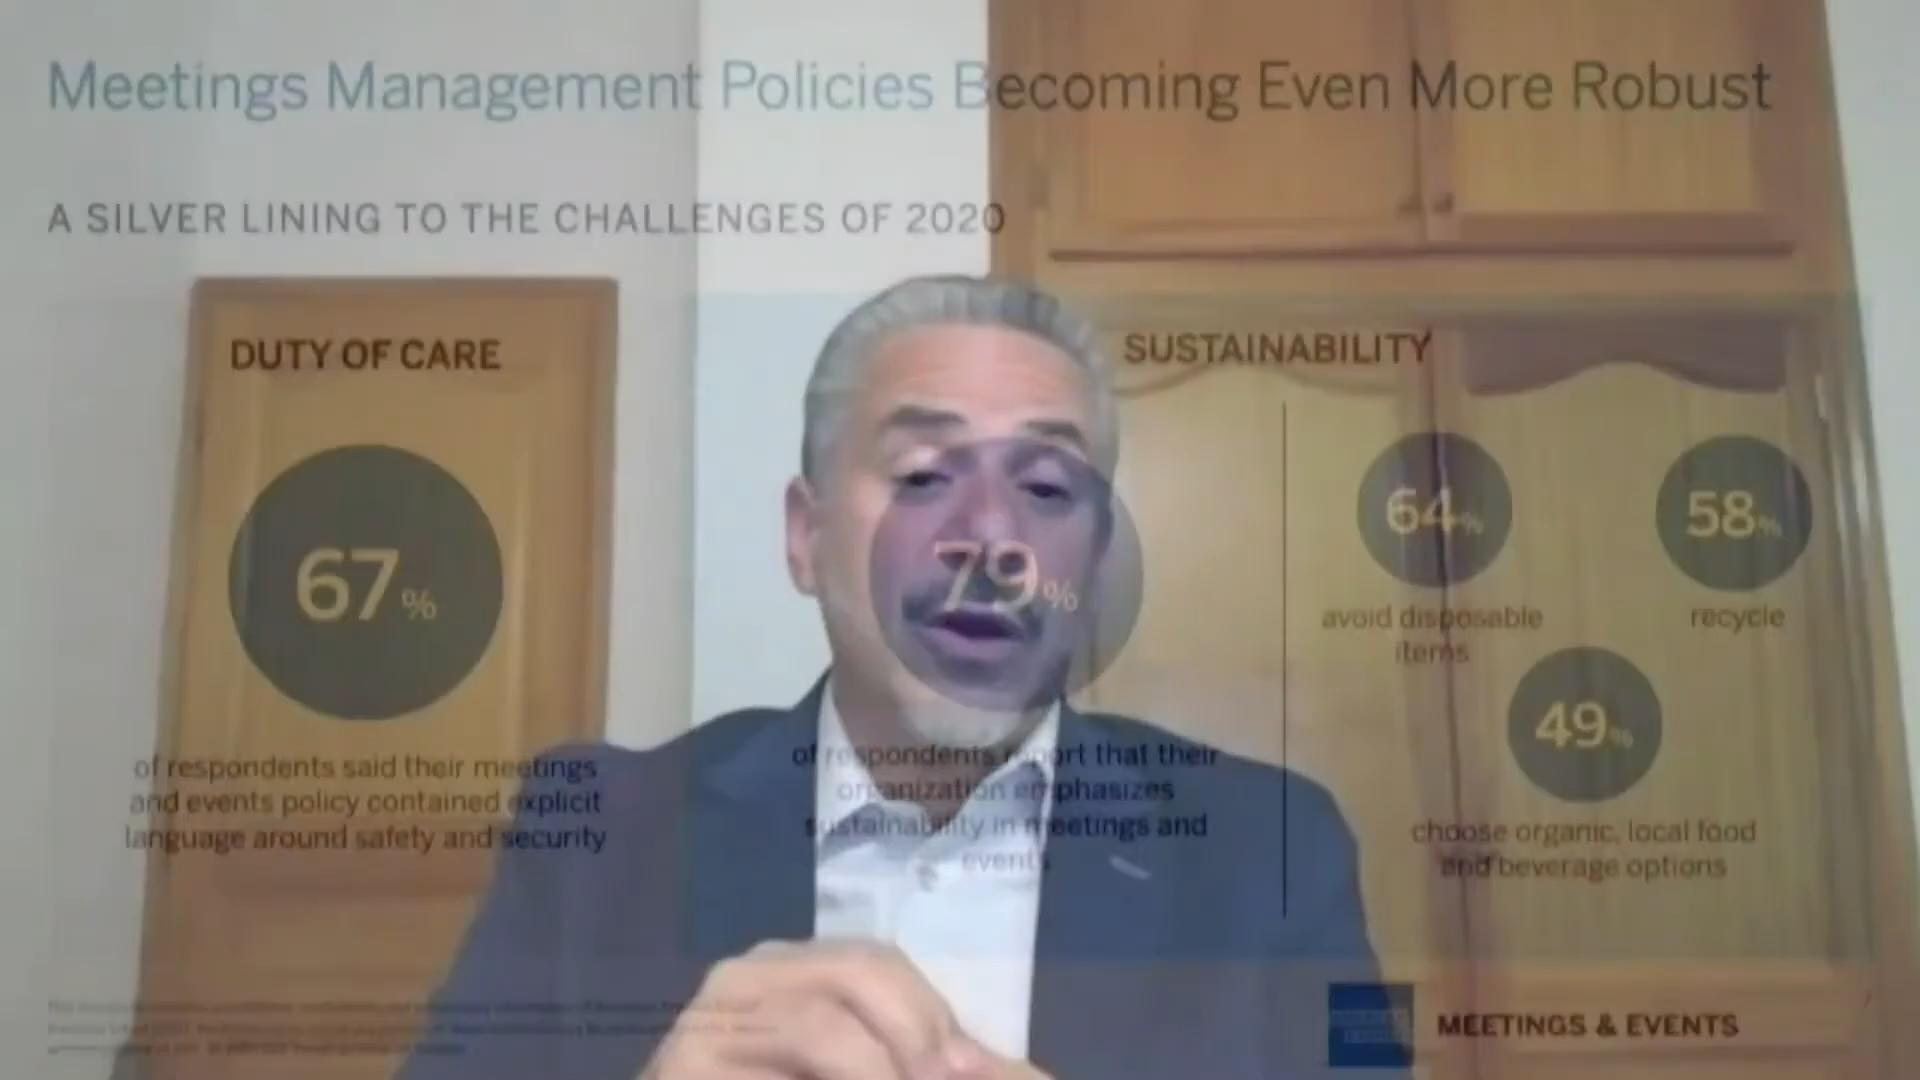 Meetings Management Policies Becoming Even More Robust
A SILVER LINING TO THE CHALLENGES OF 2020
DUTY OF CARE
67%
of respondents said their meetings
and events policy contained explicit
language around safety and security
SUSTAINABILITY
79%
of respondents report that their
organization emphasizes
sustainability in meetings and
events
64%
avoid disposable
items
58%
recycle
49%
choose organic, local food
and beverage options
MEETINGS & EVENTS